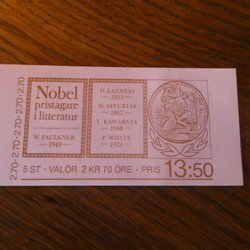 2.70·2.70·2.70·2.70·2.70
Nobel
pristagare
i litteratur
W. FAULKNER
1949
H. LAXNESS
1955
M. ASTURIAS
1967
Y. KAWABATA
1968
P. WHITE
1973
5 ST · VALÖR 2 KR 70 ÖRE · PRIS 13:50